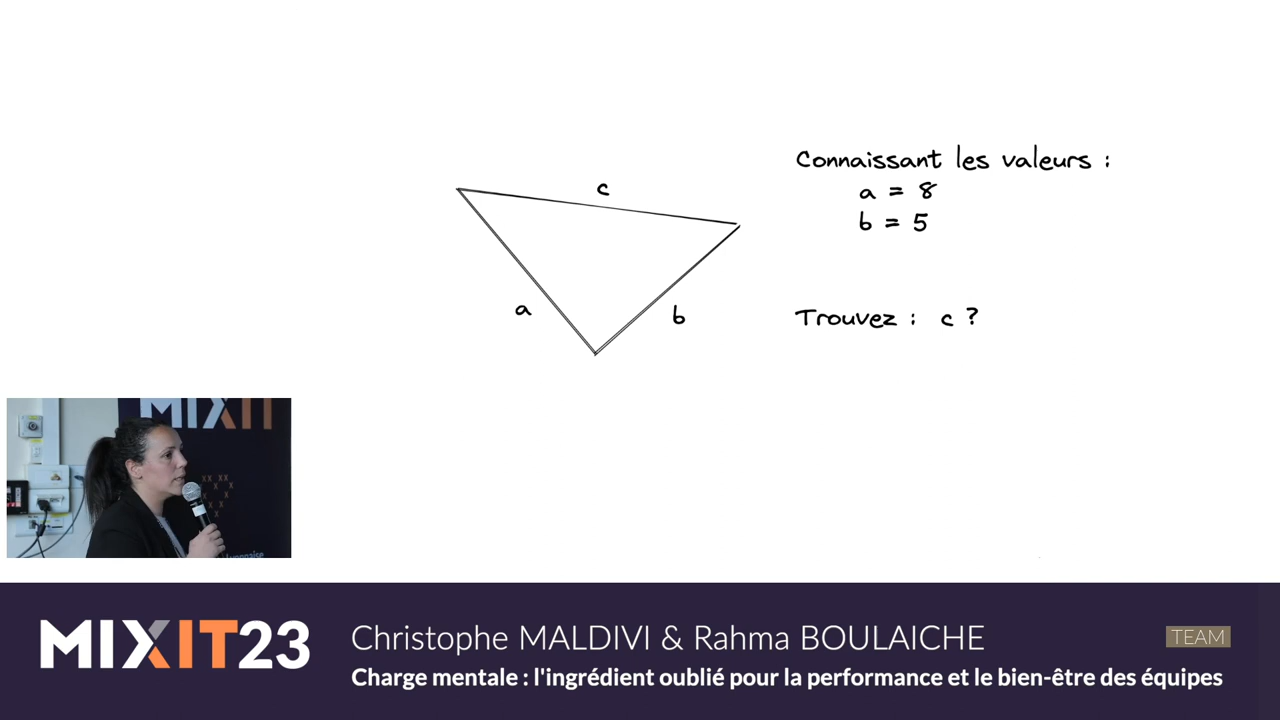 c
Connaissant les valeurs :
a = 8
b = 5
a
b
Trouvez : c ?
MIXIT
lyonnaise
MIXIT23
Christophe MALDIVI & Rahma BOULAICHE
TEAM
Charge mentale : l'ingrédient oublié pour la performance et le bien-être des équipes